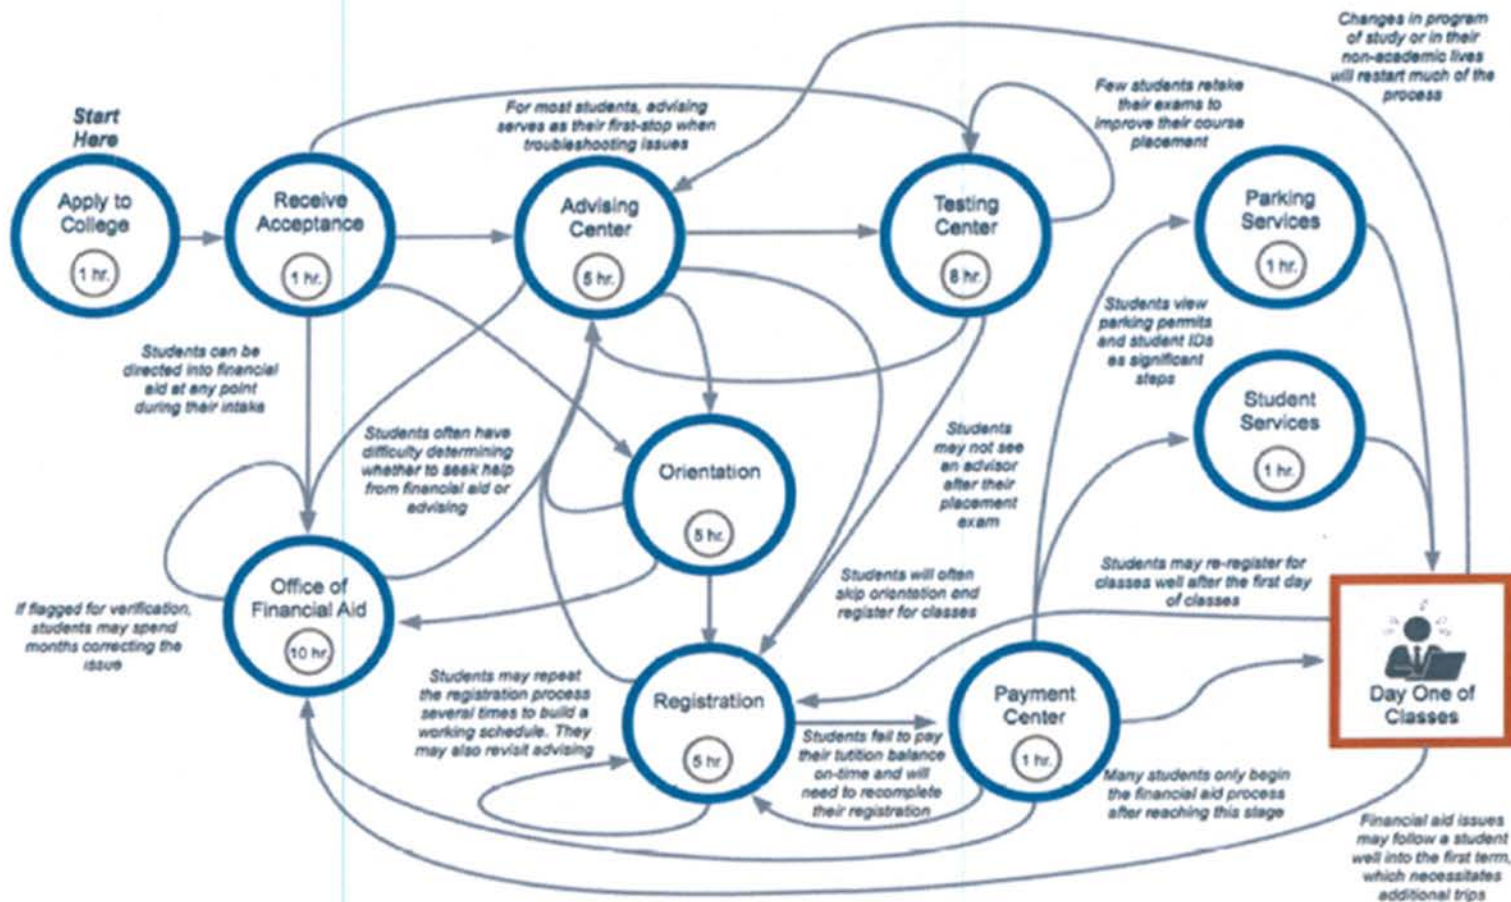 Start
Here
Apply to
College
1 hr.
Receive
Acceptance
1 hr.
For most students, advising
serves as their first-stop when
troubleshooting issues
Advising
Center
5 hr.
Testing
Center
8 hr.
Few students retake
their exams to
improve their course
placement
Changes in program
of study or in their
non-academic lives
will restart much of the
process
Parking
Services
1 hr.
Students view
parking permits
and student IDs
as significant
steps
Student
Services
1 hr.
Students can be
directed into financial
aid at any point
during their intake
Students often have
difficulty determining
whether to seek help
from financial aid or
advising
Orientation
5 hr.
Students
may not see
an advisor
after their
placement
exam
Students will often
skip orientation and
register for classes
Students may re-register for
classes well after the first day
of classes
If flagged for verification,
students may spend
months correcting the
issue
Office of
Financial Aid
10 hr.
Students may repeat
the registration process
several times to build a
working schedule. They
may also revisit advising
Registration
5 hr.
Students fail to pay
their tutition balance
on-time and will
need to recomplete
their registration
Payment
Center
1 hr.
Many students only begin
the financial aid process
after reaching this stage
Day One of
Classes
Financial aid issues
may follow a student
well into the first term,
which necessitates
additional trips